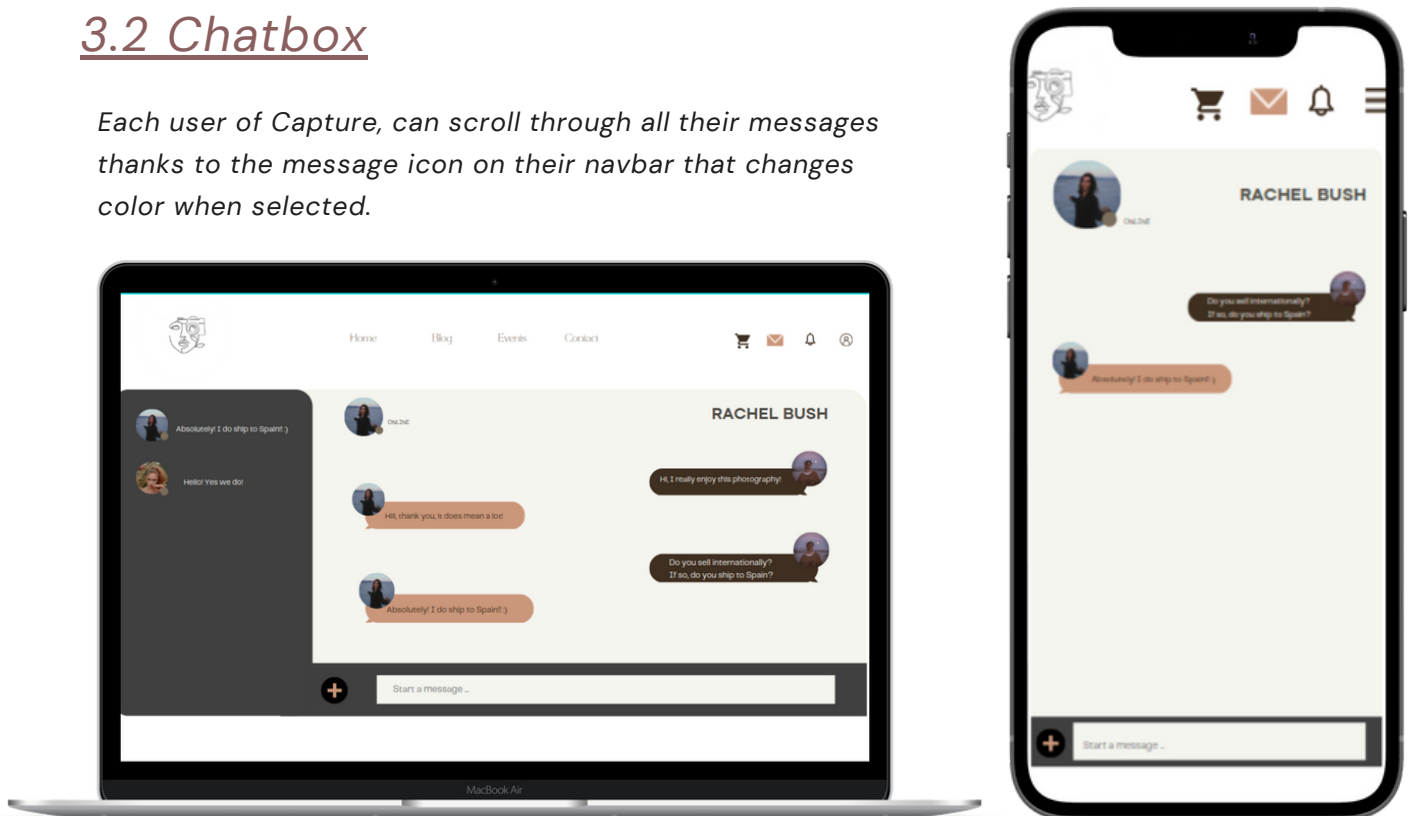 3.2 Chatbox
Each user of Capture, can scroll through all their messages
thanks to the message icon on their navbar that changes
color when selected.
Home Blog Events Contact
Absolutely! I do ship to Spain!! :)
Hello! Yes we do!
ONLINE
RACHEL BUSH
Hi, I really enjoy this photography!
Hiii, thank you, it does mean a lot!
Do you sell internationally?
If so, do you ship to Spain?
Absolutely! I do ship to Spain!! :)
Start a message ..
MacBook Air
RACHEL BUSH
ONLINE
Do you sell internationally?
If so, do you ship to Spain?
Absolutely! I do ship to Spain!! :)
Start a message ..